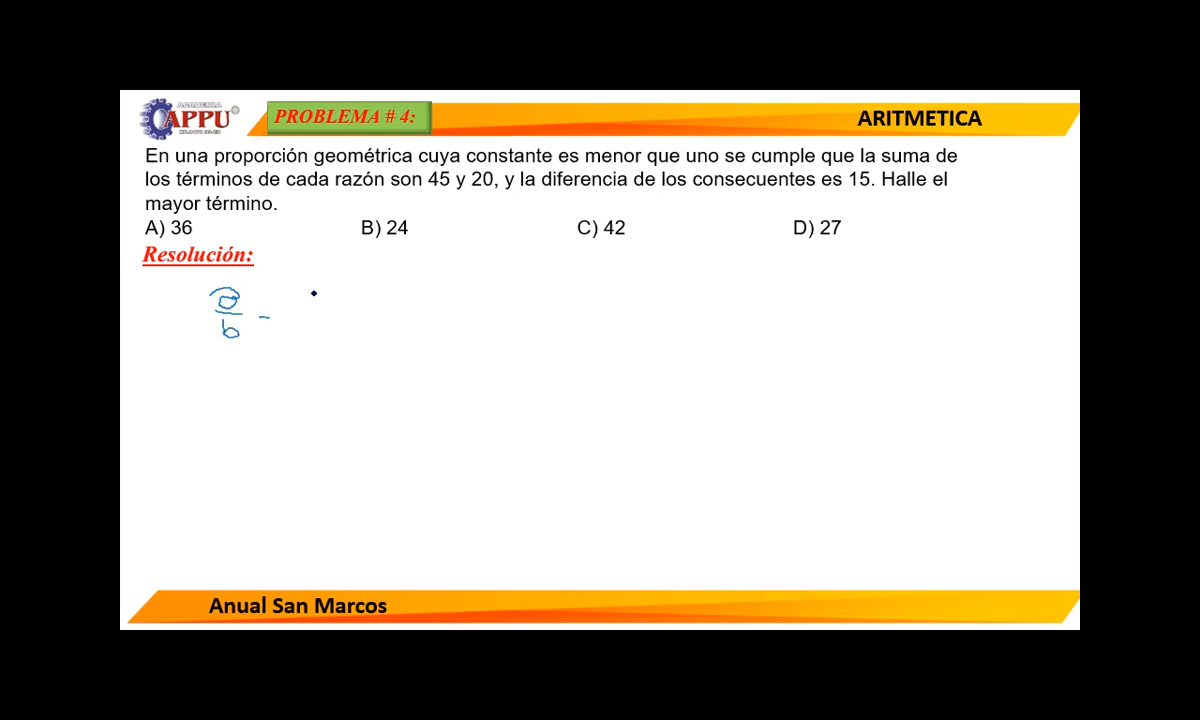 ACADEMIA
APPU
PROBLEMA # 4:
ARITMETICA
En una proporción geométrica cuya constante es menor que uno se cumple que la suma de
los términos de cada razón son 45 y 20, y la diferencia de los consecuentes es 15. Halle el
mayor término.
A) 36 B) 24 C) 42 D) 27
Resolución:
a
b
=
Anual San Marcos